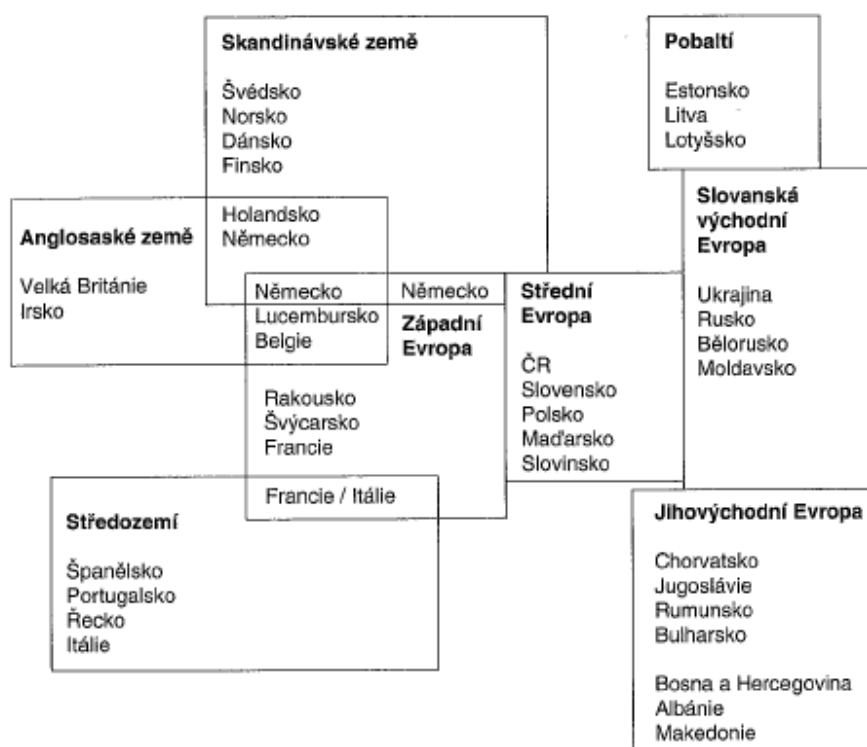 Skandinávské země
Švédsko
Norsko
Dánsko
Finsko
Holandsko
Německo
Pobaltí
Estonsko
Litva
Lotyšsko
Anglosaské země
Velká Británie
Irsko
Německo
Lucembursko
Belgie
Německo
Západní
Evropa
Rakousko
Švýcarsko
Francie
Francie / Itálie
Střední
Evropa
ČR
Slovensko
Polsko
Maďarsko
Slovinsko
Slovanská
východní
Evropa
Ukrajina
Rusko
Bělorusko
Moldavsko
Středozemí
Španělsko
Portugalsko
Řecko
Itálie
Jihovýchodní Evropa
Chorvatsko
Jugoslávie
Rumunsko
Bulharsko
Bosna a Hercegovina
Albánie
Makedonie